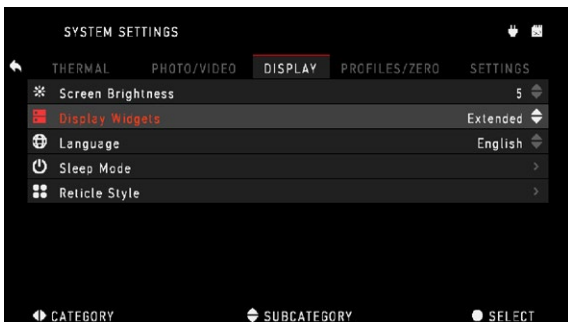 SYSTEM SETTINGS
THERMAL PHOTO/VIDEO DISPLAY PROFILES/ZERO SETTINGS
Screen Brightness 5
Display Widgets Extended
Language English
Sleep Mode
Reticle Style
CATEGORY SUBCATEGORY SELECT